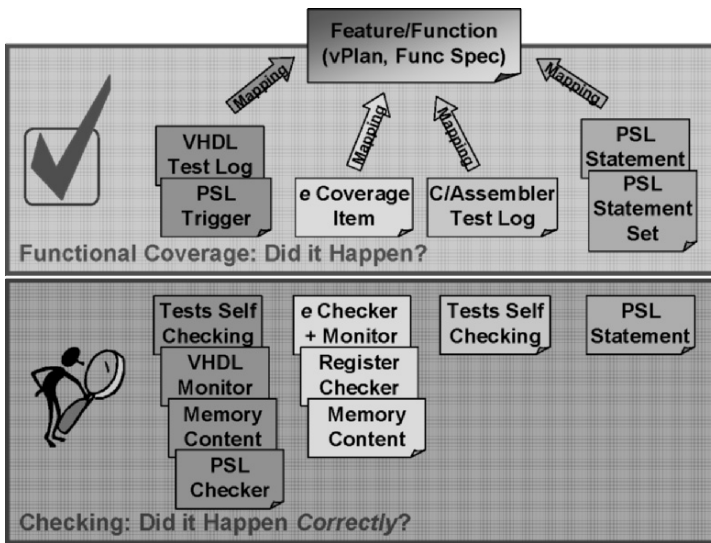 Feature/Function
(vPlan, Func Spec)
Mapping
Mapping
Mapping
Mapping
VHDL
Test Log
PSL
Trigger
e Coverage
Item
C/Assembler
Test Log
PSL
Statement
PSL
Statement
Set
Functional Coverage: Did it Happen?
Tests Self
Checking
VHDL
Monitor
Memory
Content
PSL
Checker
e Checker
+ Monitor
Register
Checker
Memory
Content
Tests Self
Checking
PSL
Statement
Checking: Did it Happen Correctly?